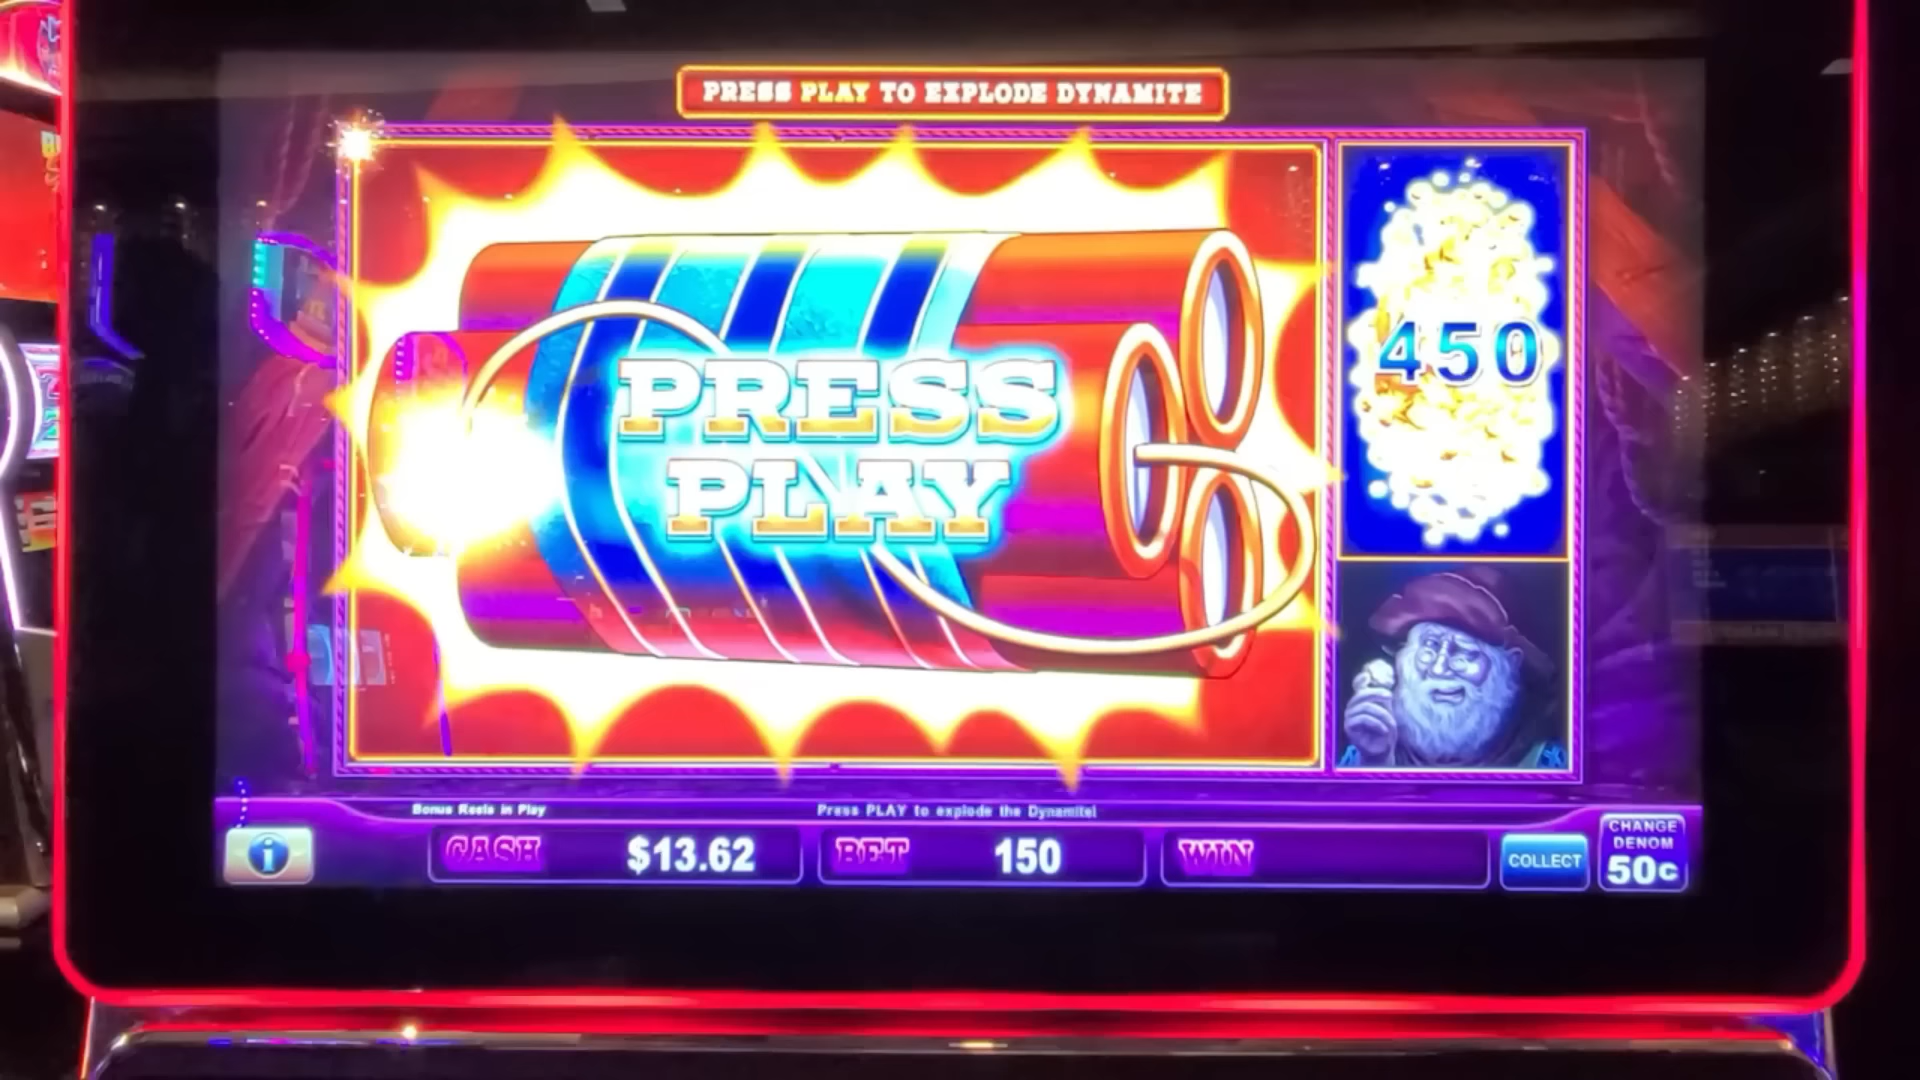 PRESS PLAY TO EXPLODE DYNAMITE
PRESS
PLAY
450
Bonus Reels in Play
Press PLAY to explode the Dynamite!
CASH $13.62
BET 150
WIN
COLLECT
CHANGE
DENOM
50¢